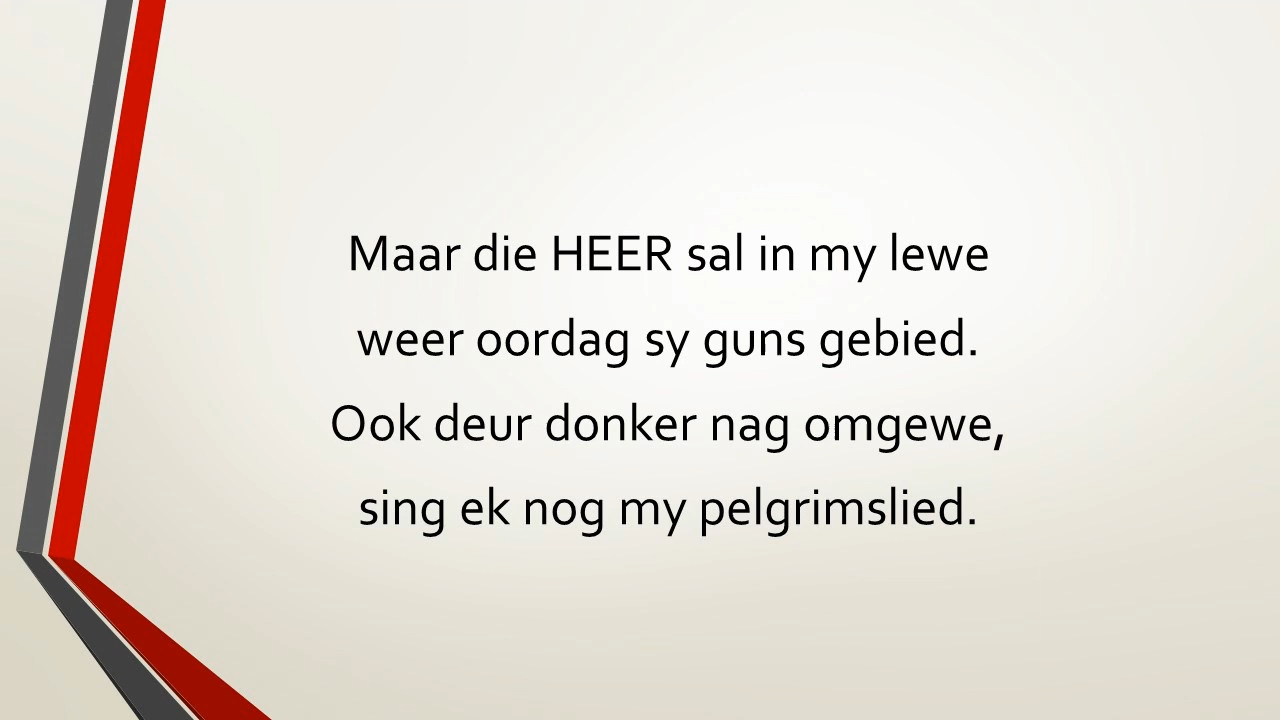 Maar die HEER sal in my lewe
weer oordag sy guns gebied.
Ook deur donker nag omgewe,
sing ek nog my pelgrimslied.